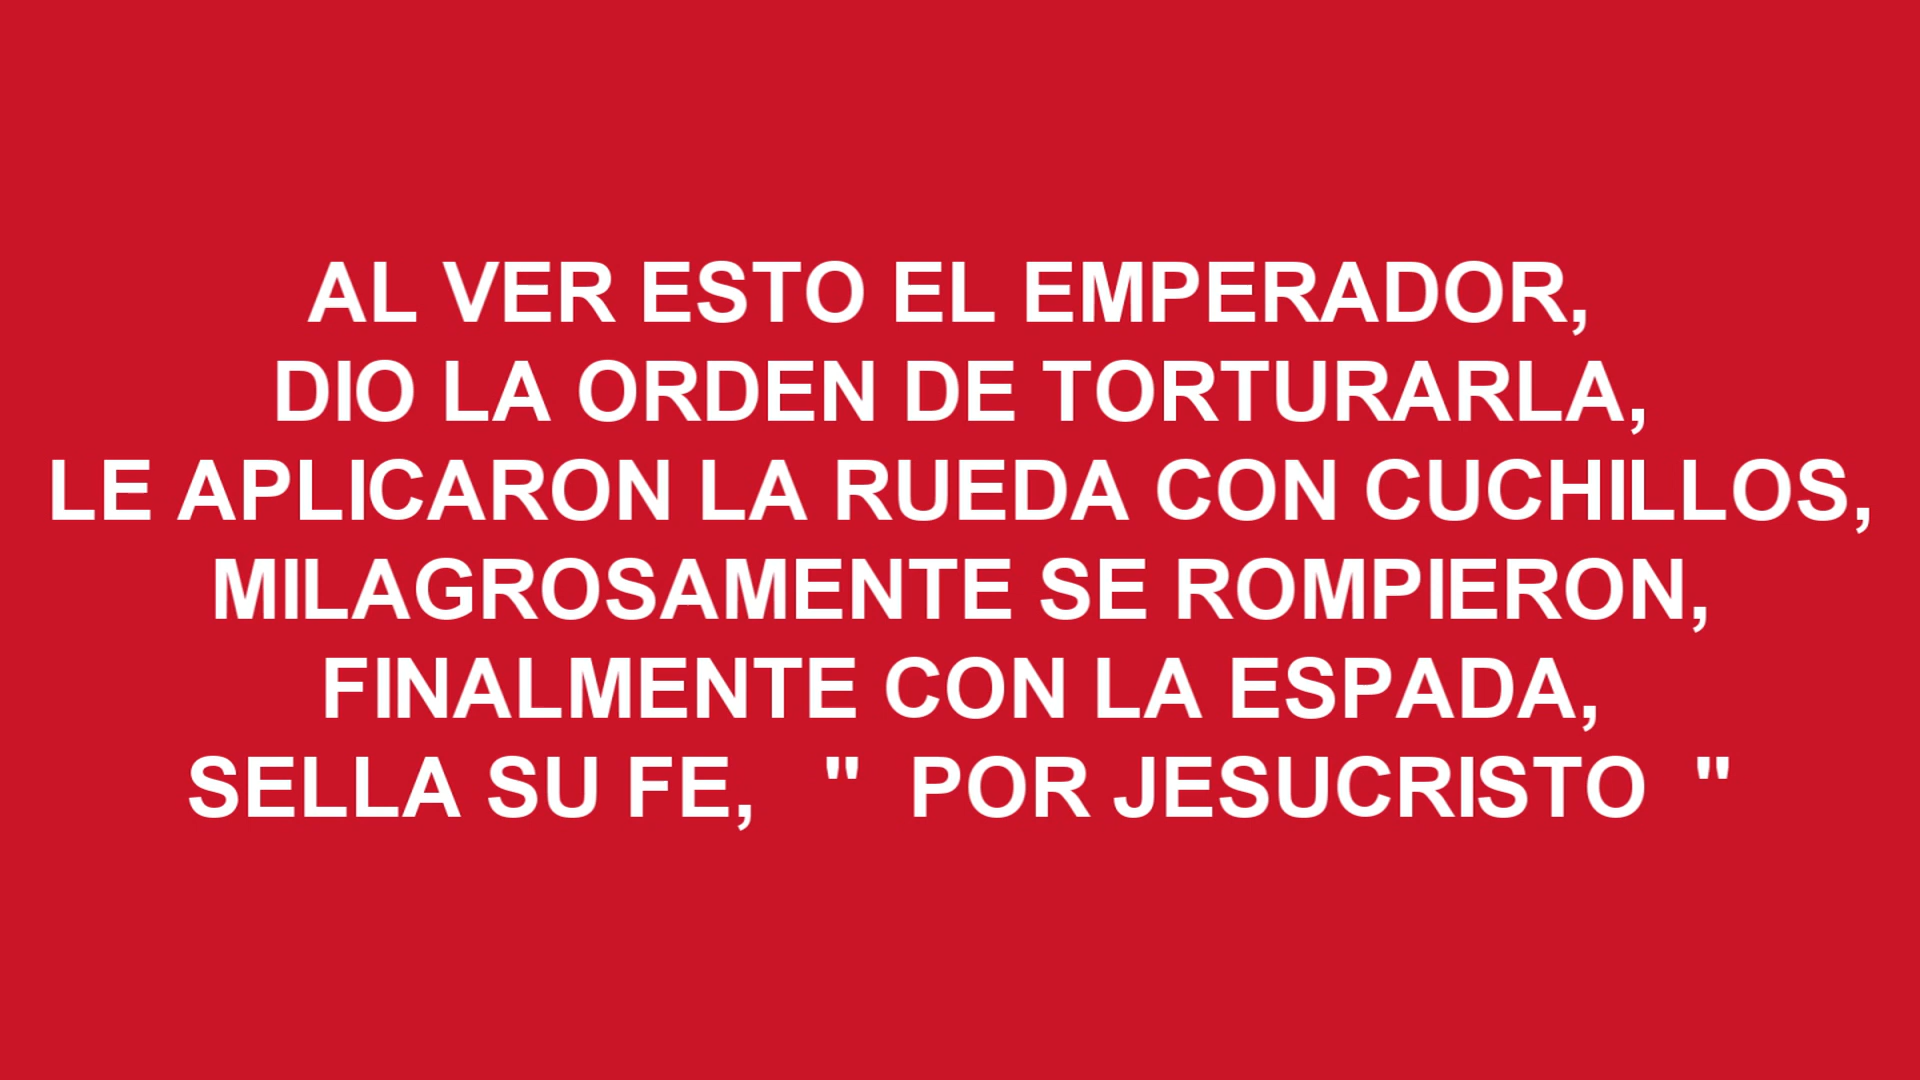 AL VER ESTO EL EMPERADOR,
DIO LA ORDEN DE TORTURARLA,
LE APLICARON LA RUEDA CON CUCHILLOS,
MILAGROSAMENTE SE ROMPIERON,
FINALMENTE CON LA ESPADA,
SELLA SU FE,  "  POR JESUCRISTO  "